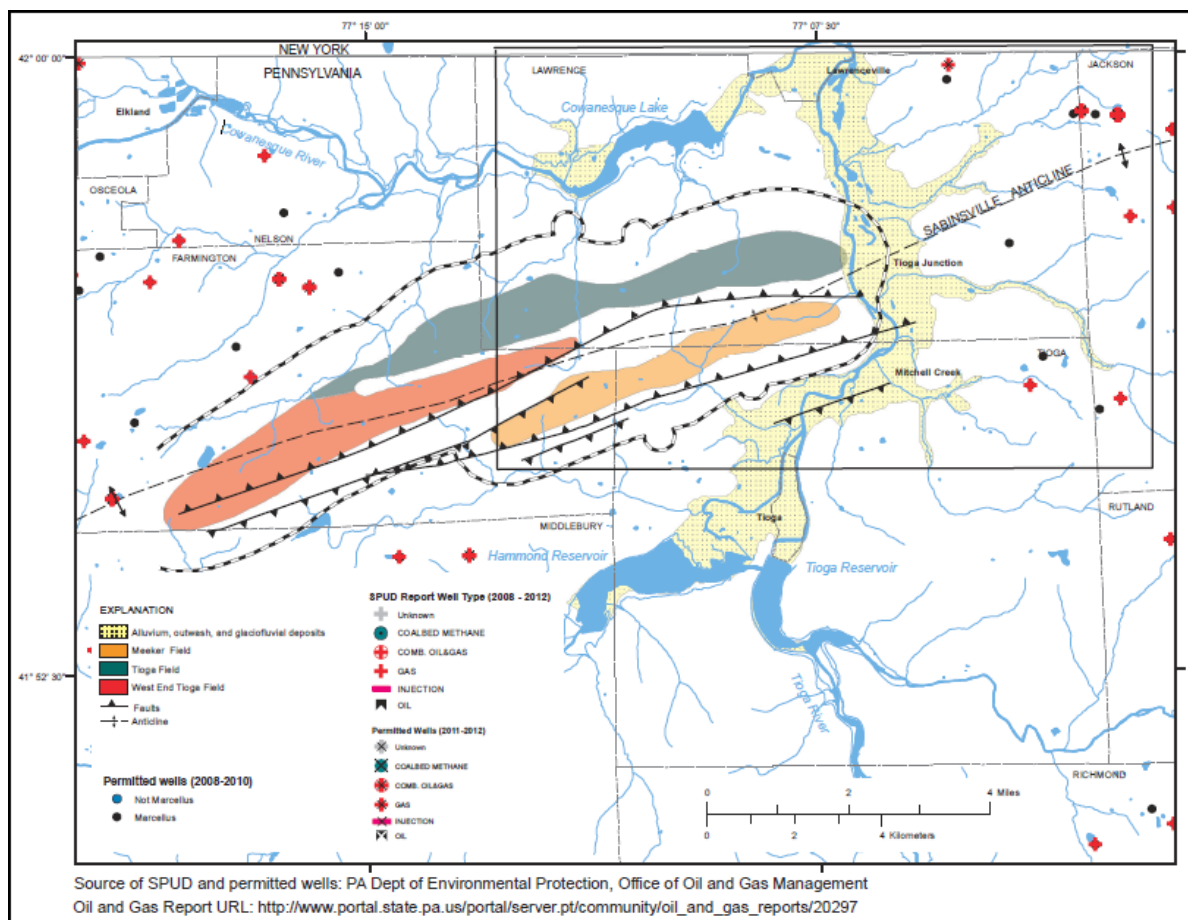 77° 15' 00"
77° 07' 30"
42° 00' 00"
NEW YORK
PENNSYLVANIA
LAWRENCE
Lawrenceville
JACKSON
Elkland
Cowanesque Lake
Cowanesque River
OSCEOLA
SABINSVILLE ANTICLINE
NELSON
FARMINGTON
Tioga Junction
TIOGA
Mitchell Creek
RUTLAND
MIDDLEBURY
Tioga
Hammond Reservoir
Tioga Reservoir
EXPLANATION
Alluvium, outwash, and glaciofluvial deposits
Meeker Field
Tioga Field
West End Tioga Field
Faults
Anticline
Permitted wells (2008-2010)
Not Marcellus
Marcellus
SPUD Report Well Type (2008 - 2012)
Unknown
COALBED METHANE
COMB. OIL&GAS
GAS
INJECTION
OIL
Permitted Wells (2011-2012)
Unknown
COALBED METHANE
COMB. OIL&GAS
GAS
INJECTION
OIL
41° 52' 30"
Tioga River
RICHMOND
0 2 4 Miles
0 2 4 Kilometers
Source of SPUD and permitted wells: PA Dept of Environmental Protection, Office of Oil and Gas Management
Oil and Gas Report URL: http://www.portal.state.pa.us/portal/server.pt/community/oil_and_gas_reports/20297